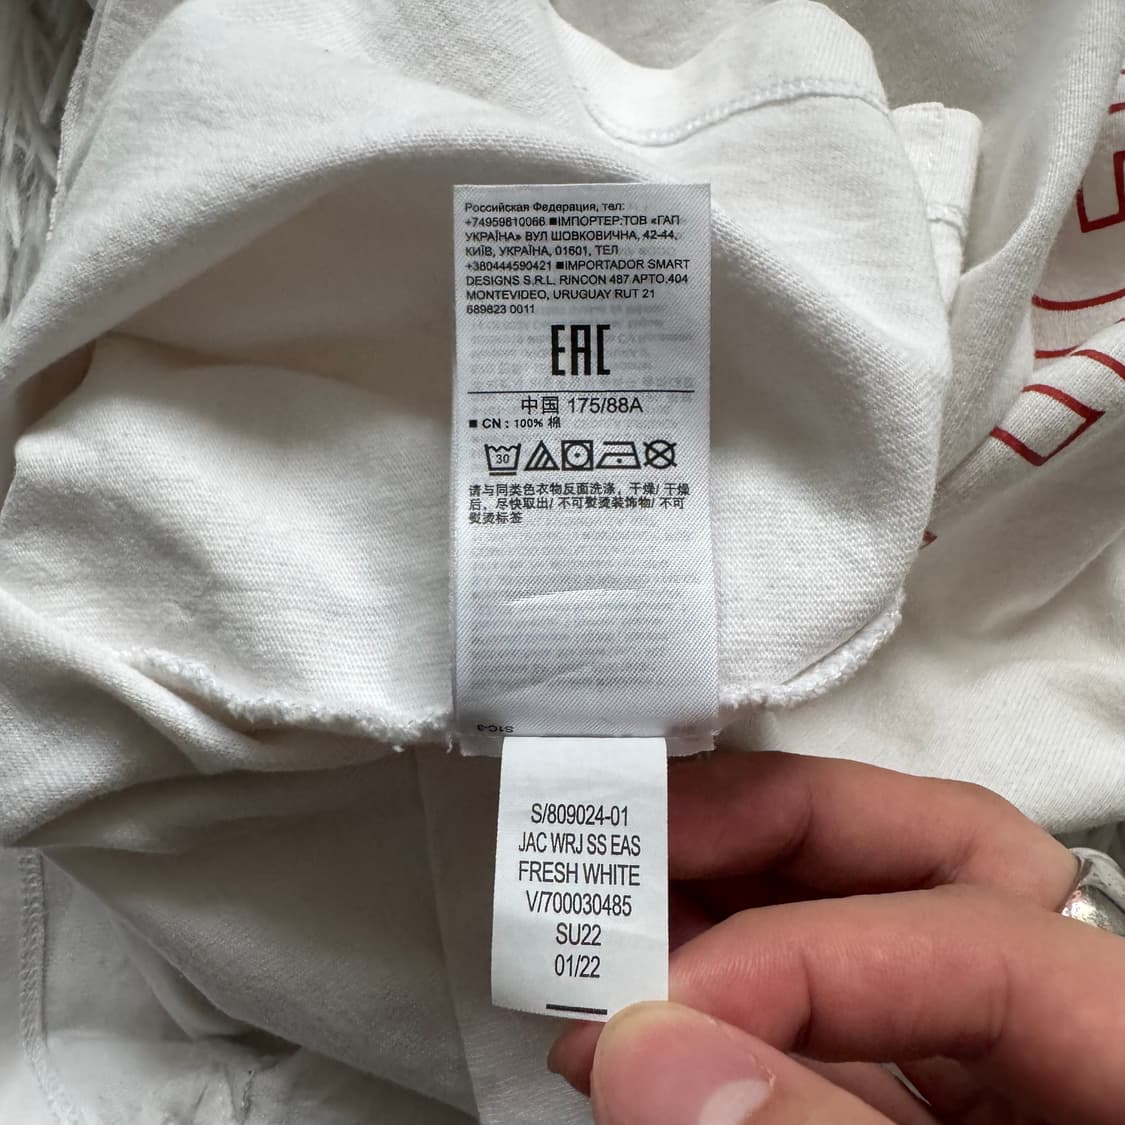 Российская Федерация, тел:
+74959810066 ■ІМПОРТЕР:ТОВ «ГАП
УКРАЇНА» ВУЛ ШОВКОВИЧНА, 42-44,
КИЇВ, УКРАЇНА, 01601, ТЕЛ
+380444590421 ■IMPORTADOR SMART
DESIGNS S.R.L, RINCON 487 APTO.404
MONTEVIDEO, URUGUAY RUT 21
689823 0011
EAC
中国 175/88A
■ CN : 100% 棉
30
请与同类色衣物反面洗涤, 干燥/ 干燥
后, 尽快取出/ 不可熨烫装饰物/ 不可
熨烫标签
S1C-3
S/809024-01
JAC WRJ SS EAS
FRESH WHITE
V/700030485
SU22
01/22